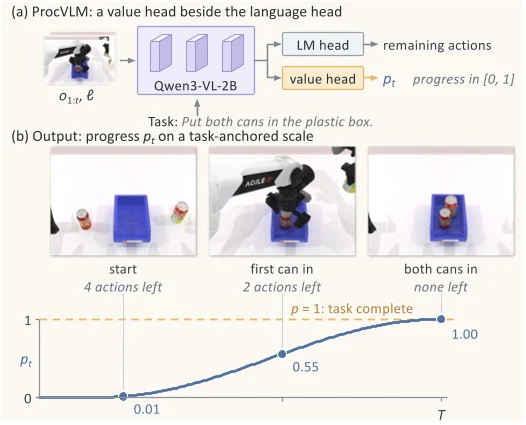 (a) ProcVLM: a value head beside the language head
o₁:ₜ, ℓ
Qwen3-VL-2B
LM head
remaining actions
value head
pₜ progress in [0, 1]
Task: Put both cans in the plastic box.
(b) Output: progress pₜ on a task-anchored scale
AGILE X
start
first can in
both cans in
4 actions left
2 actions left
none left
p = 1: task complete
1
pₜ
0
0.01
0.55
1.00
T